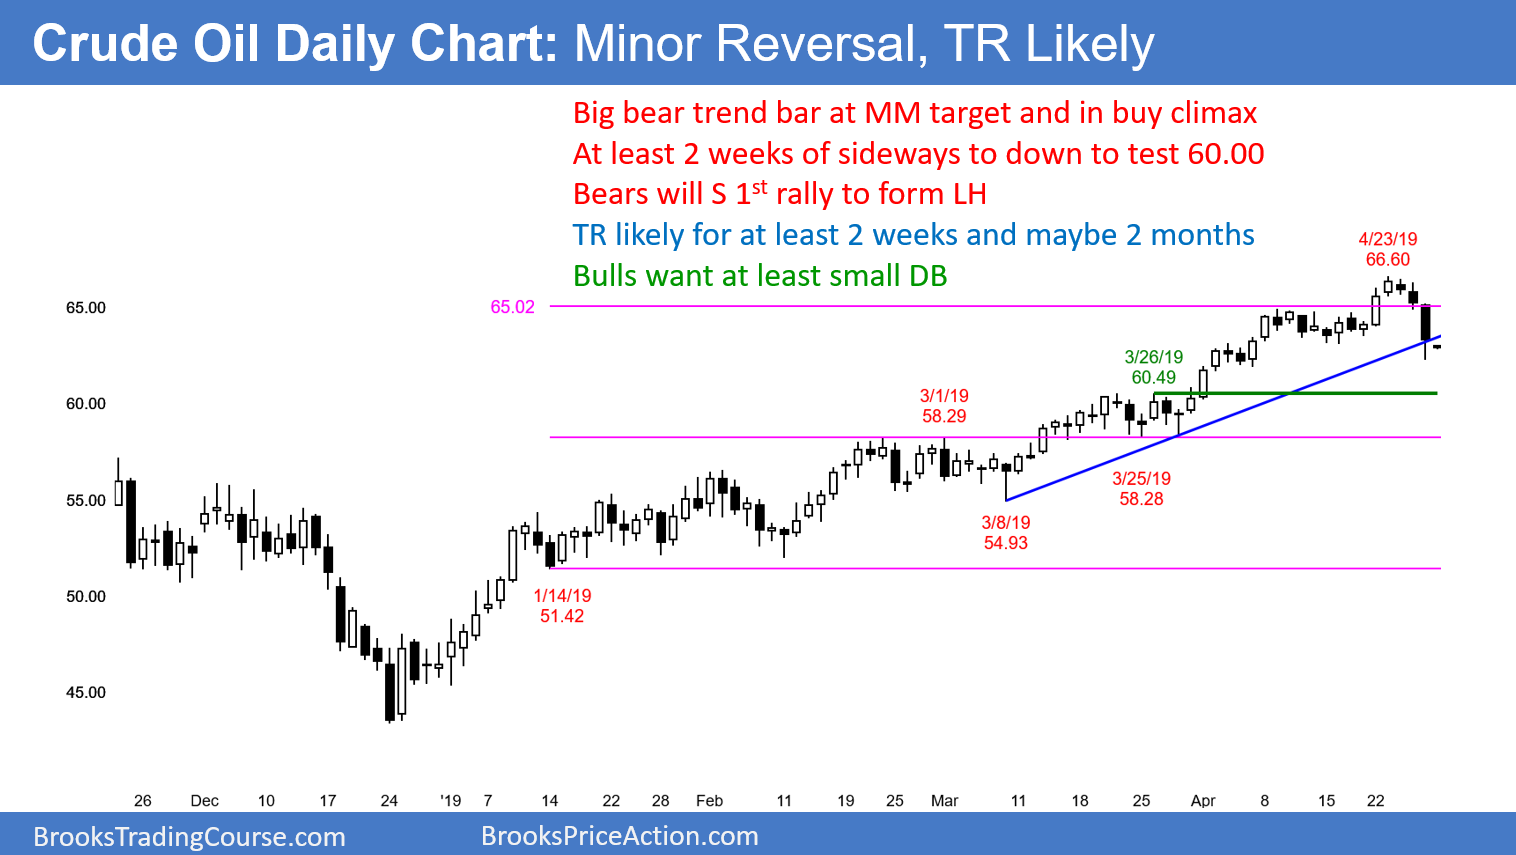 Crude Oil Daily Chart: Minor Reversal, TR Likely
Big bear trend bar at MM target and in buy climax
At least 2 weeks of sideways to down to test 60.00
Bears will S 1st rally to form LH
TR likely for at least 2 weeks and maybe 2 months
Bulls want at least small DB
4/23/19
66.60
65.02
65.00
3/26/19
60.49
60.00
3/1/19
58.29
3/25/19
58.28
55.00
3/8/19
54.93
50.00
1/14/19
51.42
45.00
26 Dec 10 17 24 '19 7 14 22 28 Feb 11 19 25 Mar 11 18 25 Apr 8 15 22
BrooksTradingCourse.com
BrooksPriceAction.com